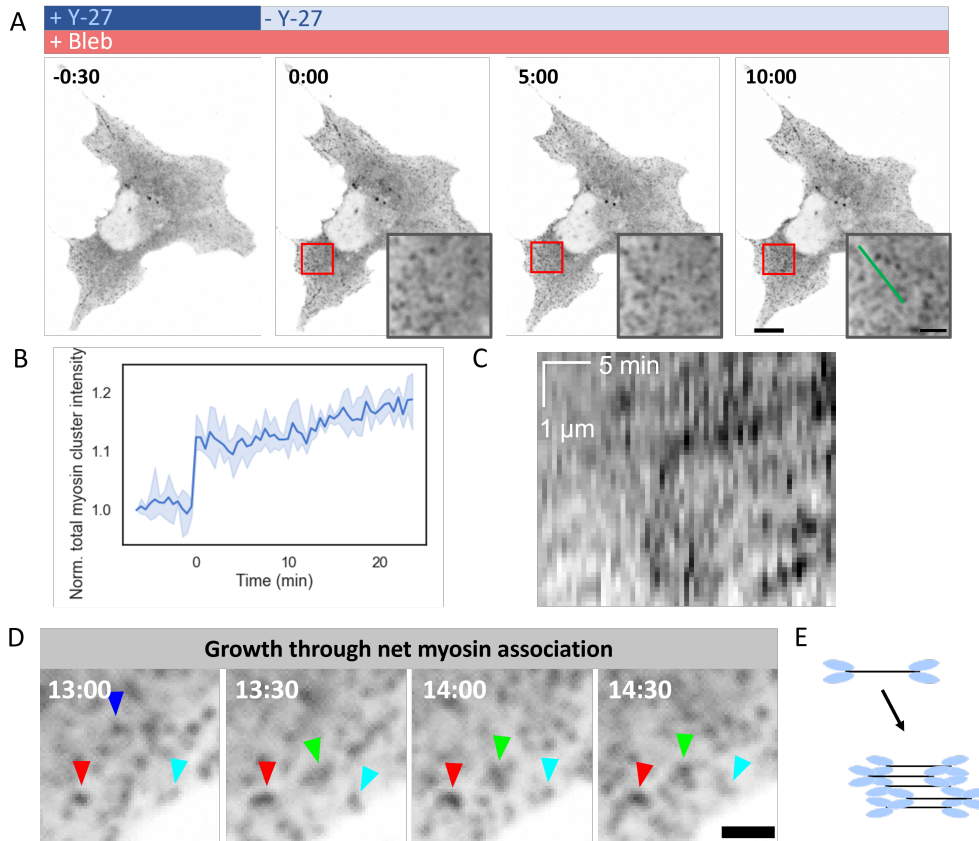 A
+ Y-27
- Y-27
+ Bleb
-0:30
0:00
5:00
10:00
B
Norm. total myosin cluster intensity
1.2
1.1
1.0
0
10
20
Time (min)
C
5 min
1 µm
D
Growth through net myosin association
13:00
13:30
14:00
14:30
E